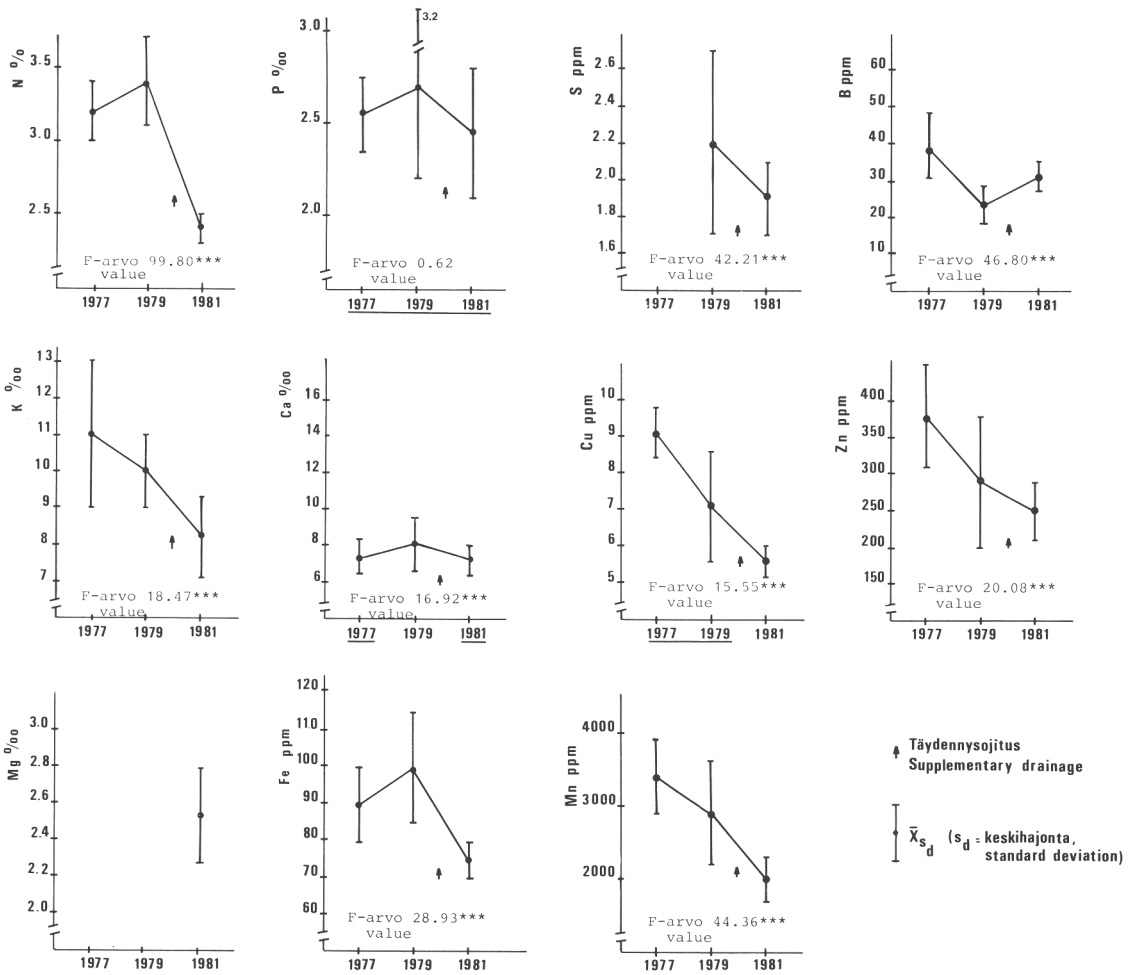 N %
3.5
3.0
2.5
F-arvo 99.80***
value
1977 1979 1981
P %o
3.2
3.0
2.5
2.0
F-arvo 0.62
value
1977 1979 1981
S ppm
2.6
2.4
2.2
2.0
1.8
1.6
F-arvo 42.21***
value
1977 1979 1981
B ppm
60
50
40
30
20
10
F-arvo 46.80***
value
1977 1979 1981
K %o
13
12
11
10
9
8
7
F-arvo 18.47***
value
1977 1979 1981
Ca %o
16
14
12
10
8
6
F-arvo 16.92***
value
1977 1979 1981
Cu ppm
10
9
8
7
6
5
F-arvo 15.55***
value
1977 1979 1981
Zn ppm
400
350
300
250
200
150
F-arvo 20.08***
value
1977 1979 1981
Mg %o
3.0
2.8
2.6
2.4
2.2
2.0
1977 1979 1981
Fe ppm
120
110
100
90
80
70
60
F-arvo 28.93***
value
1977 1979 1981
Mn ppm
4000
3000
2000
F-arvo 44.36***
value
1977 1979 1981
Täydennysojitus
Supplementary drainage
X̄sd (sd = keskihajonta,
standard deviation)